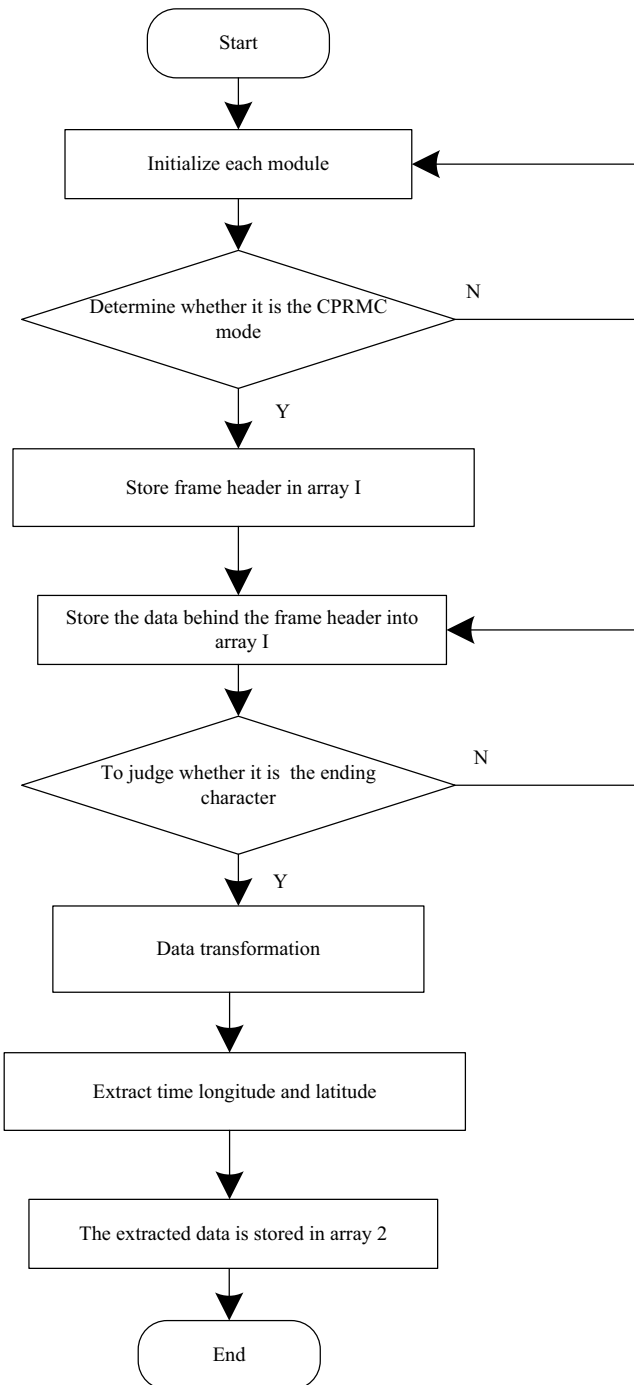 Start
Initialize each module
Determine whether it is the CPRMC
mode
N
Y
Store frame header in array I
Store the data behind the frame header into
array I
To judge whether it is the ending
character
N
Y
Data transformation
Extract time longitude and latitude
The extracted data is stored in array 2
End